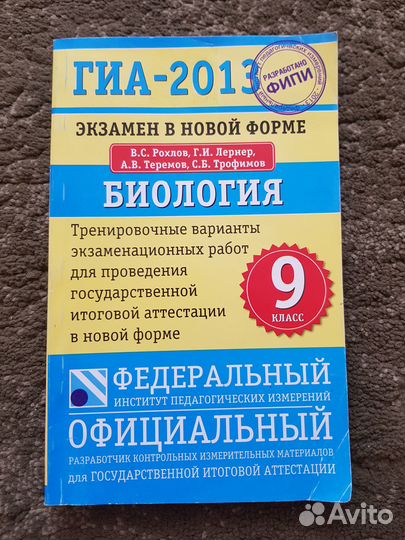 ГИА-2013
РАЗРАБОТАНО
ФИПИ
ЭКЗАМЕН В НОВОЙ ФОРМЕ
В.С. Рохлов, Г.И. Лернер,
А.В. Теремов, С.Б. Трофимов
БИОЛОГИЯ
Тренировочные варианты
экзаменационных работ
для проведения
государственной
итоговой аттестации
в новой форме
9
КЛАСС
ФЕДЕРАЛЬНЫЙ
ИНСТИТУТ ПЕДАГОГИЧЕСКИХ ИЗМЕРЕНИЙ
ОФИЦИАЛЬНЫЙ
РАЗРАБОТЧИК КОНТРОЛЬНЫХ ИЗМЕРИТЕЛЬНЫХ МАТЕРИАЛОВ
для ГОСУДАРСТВЕННОЙ ИТОГОВОЙ АТТЕСТАЦИИ
Avito